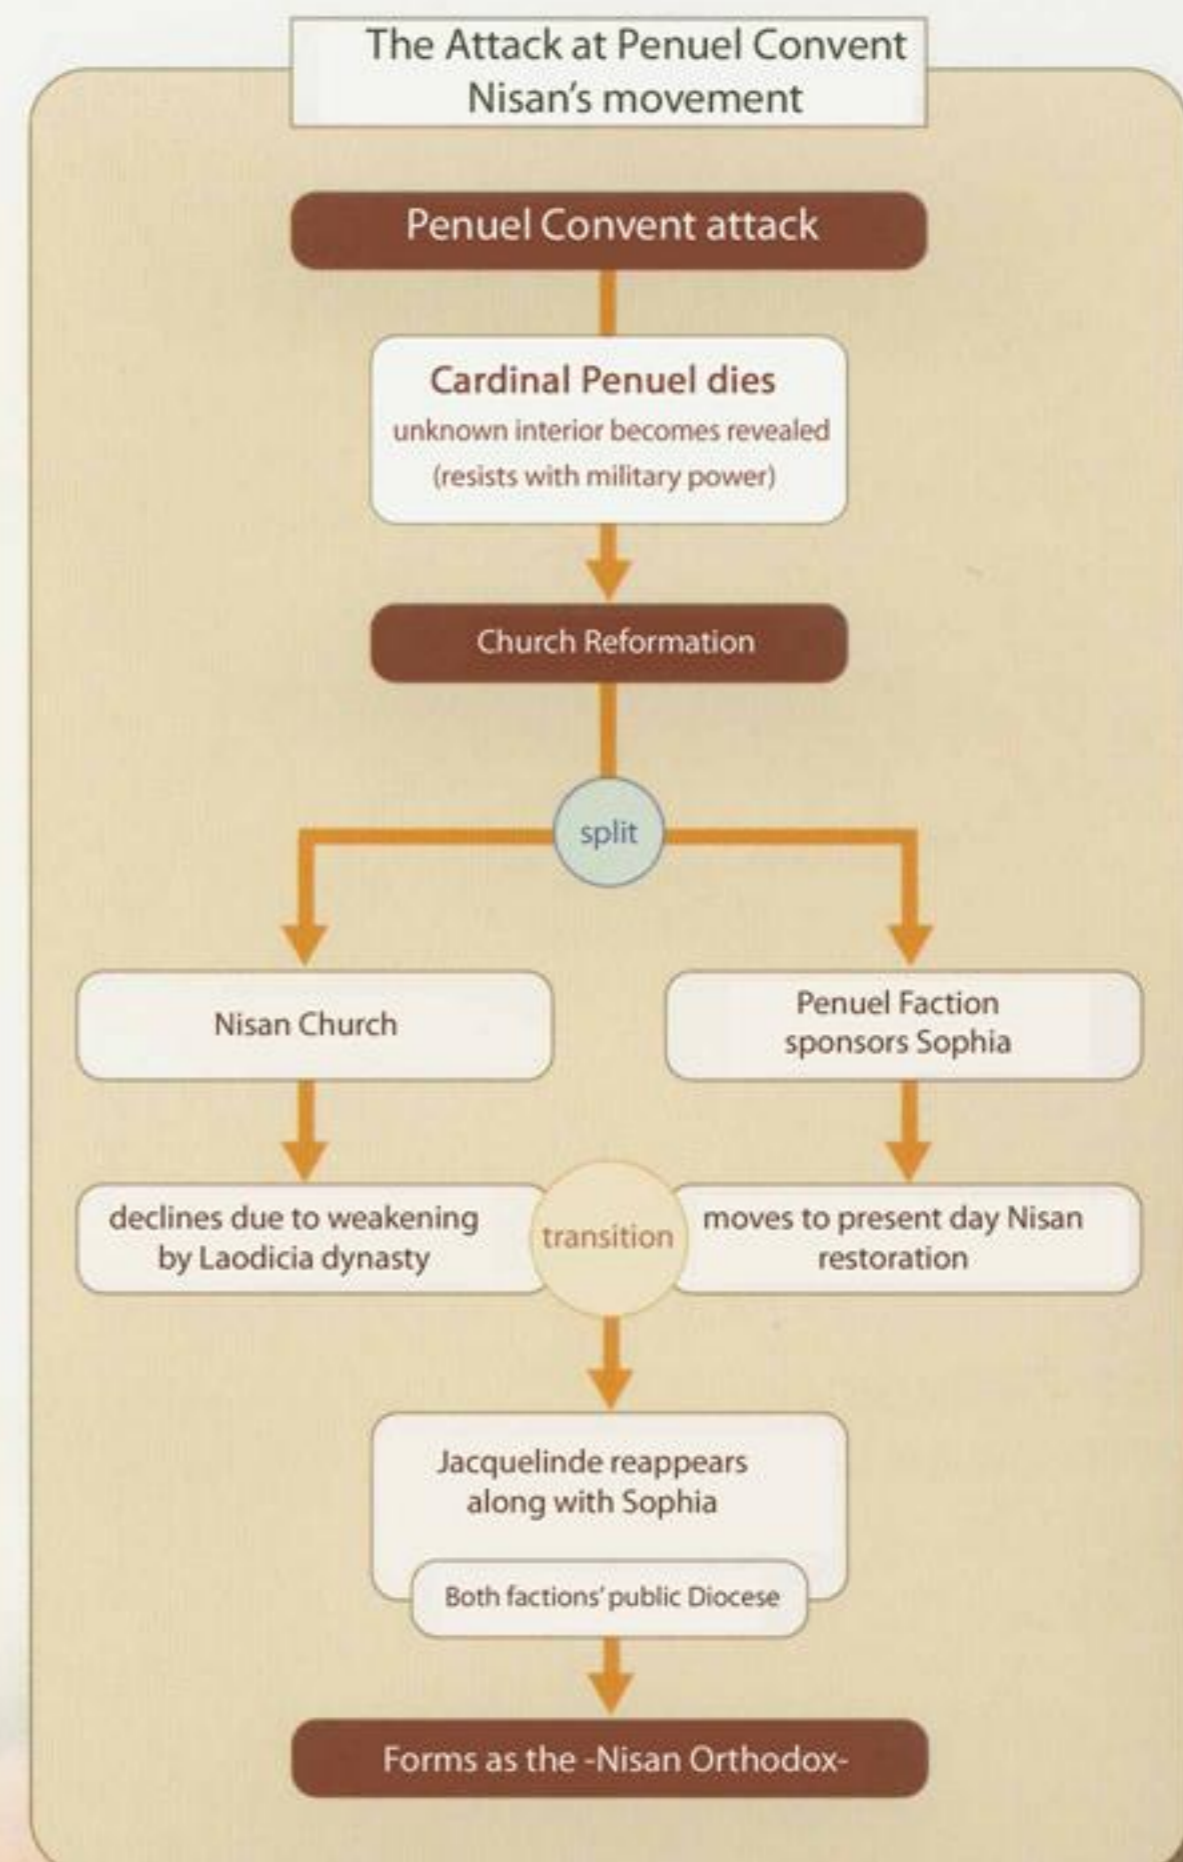 The Attack at Penuel Convent
Nisan's movement
Penuel Convent attack
Cardinal Penuel dies
unknown interior becomes revealed
(resists with military power)
Church Reformation
split
Nisan Church
Penuel Faction
sponsors Sophia
declines due to weakening
by Laodicia dynasty
transition
moves to present day Nisan
restoration
Jacquelinde reappears
along with Sophia
Both factions' public Diocese
Forms as the -Nisan Orthodox-